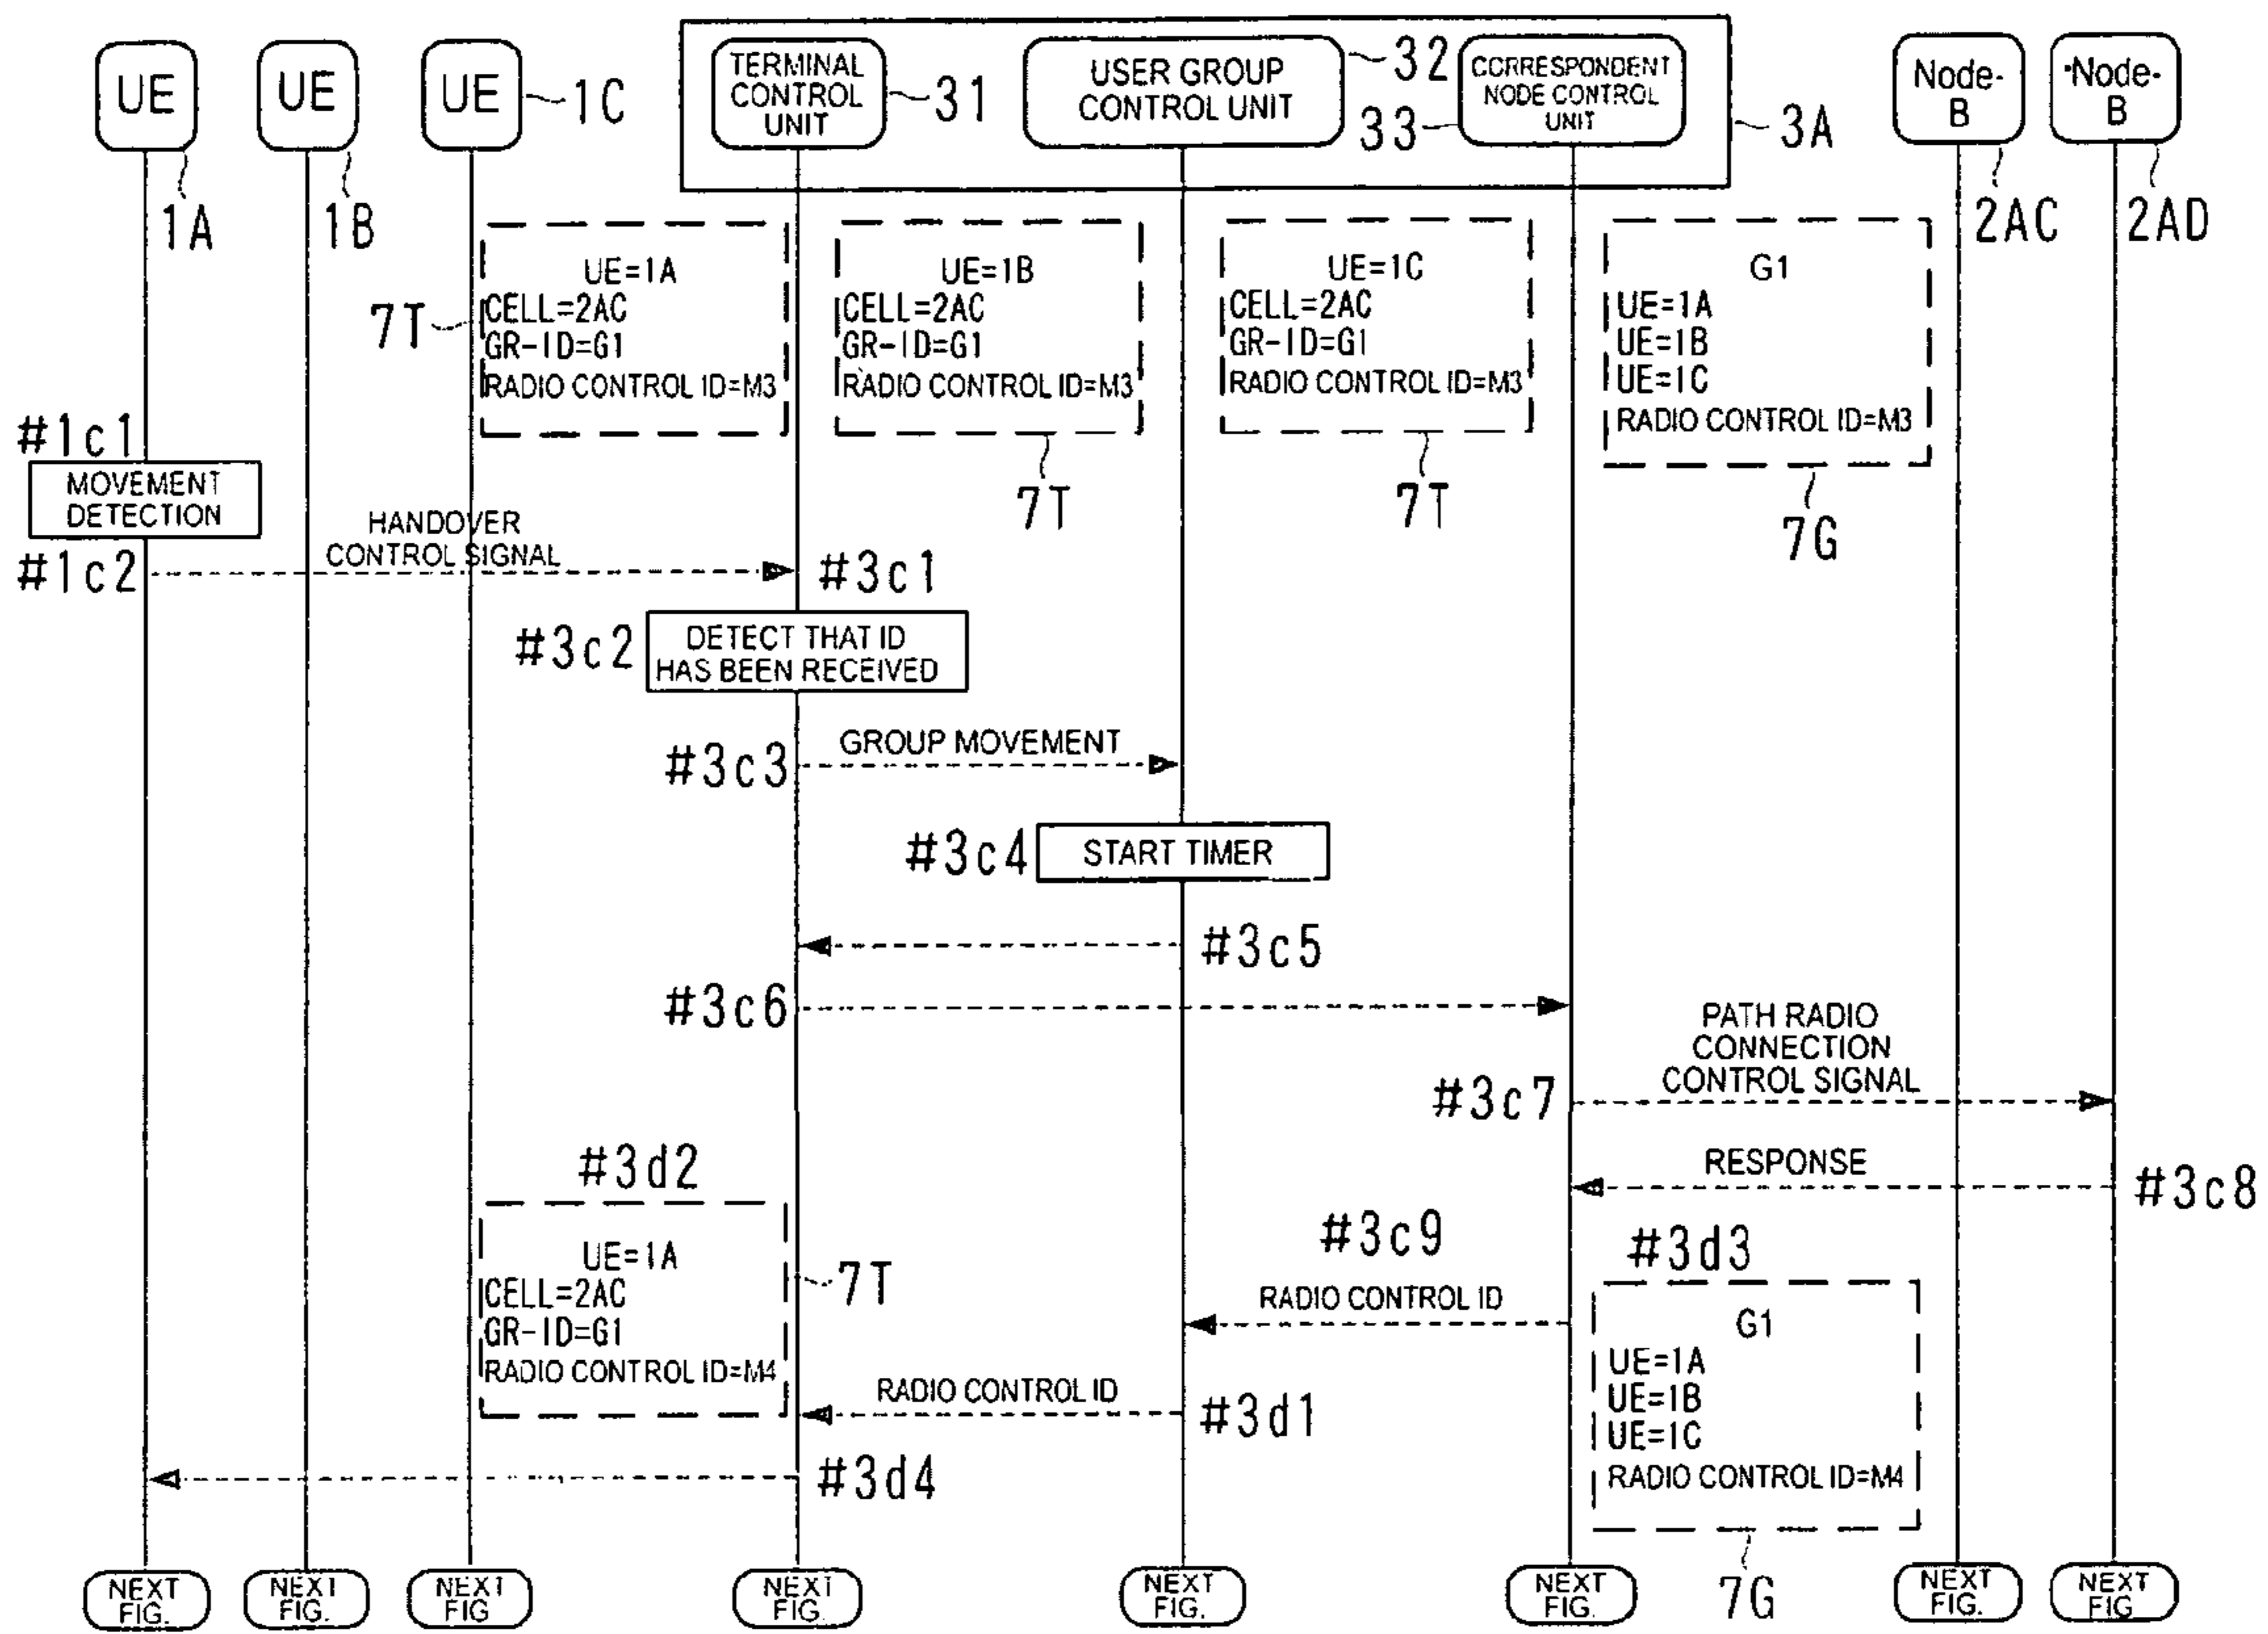 UE
UE
UE
1C
TERMINAL
CONTROL
UNIT
31
USER GROUP
CONTROL UNIT
32
33
CORRESPONDENT
NODE CONTROL
UNIT
3A
Node-
B
Node-
B
1A
1B
2AC
2AD
7T
UE=1A
CELL=2AC
GR-ID=G1
RADIO CONTROL ID=M3
UE=1B
CELL=2AC
GR-ID=G1
RADIO CONTROL ID=M3
7T
UE=1C
CELL=2AC
GR-ID=G1
RADIO CONTROL ID=M3
7T
G1
UE=1A
UE=1B
UE=1C
RADIO CONTROL ID=M3
7G
#1c1
MOVEMENT
DETECTION
#1c2
HANDOVER
CONTROL SIGNAL
#3c1
#3c2
DETECT THAT ID
HAS BEEN RECEIVED
#3c3
GROUP MOVEMENT
#3c4
START TIMER
#3c5
#3c6
PATH RADIO
CONNECTION
CONTROL SIGNAL
#3c7
RESPONSE
#3c8
#3d2
UE=1A
CELL=2AC
GR-ID=G1
RADIO CONTROL ID=M4
7T
#3c9
RADIO CONTROL ID
#3d3
G1
UE=1A
UE=1B
UE=1C
RADIO CONTROL ID=M4
7G
RADIO CONTROL ID
#3d1
#3d4
NEXT
FIG.
NEXT
FIG.
NEXT
FIG
NEXT
FIG.
NEXT
FIG.
NEXT
FIG.
NEXT
FIG.
NEXT
FIG